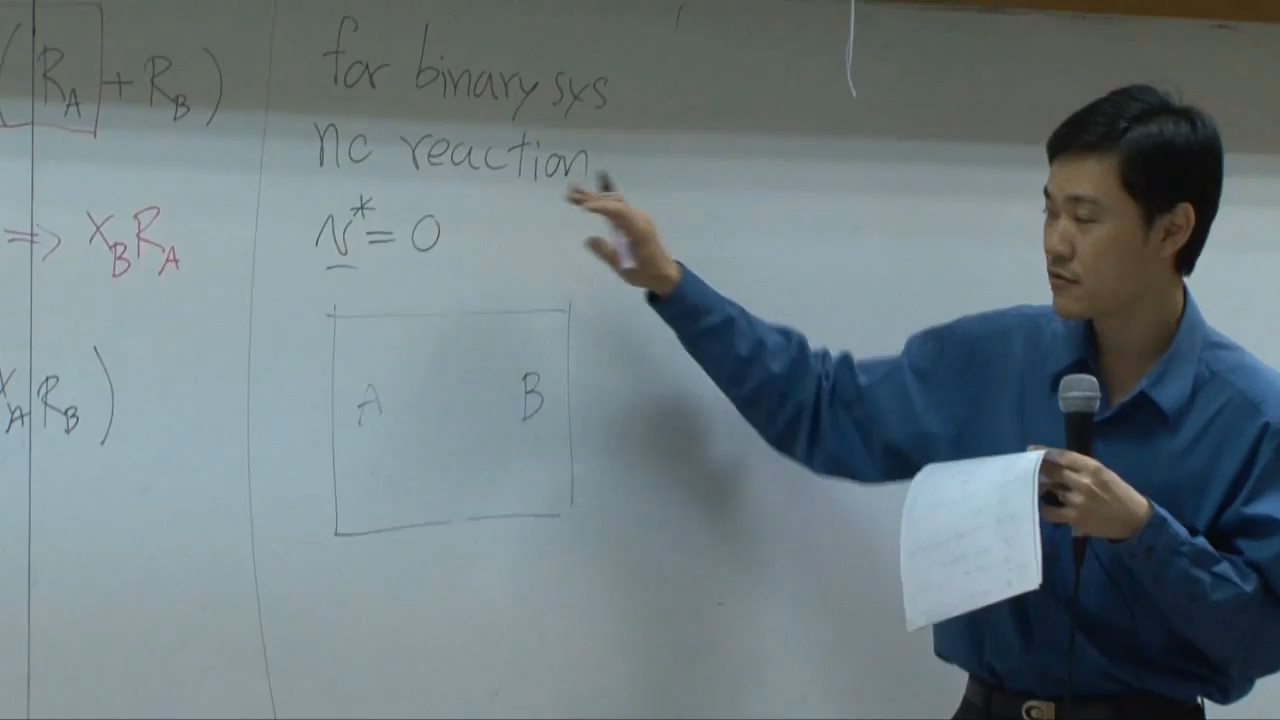 (R_A + R_B)
=> x_B R_A
x_A R_B)
for binary sys
no reaction
v* = 0
A B